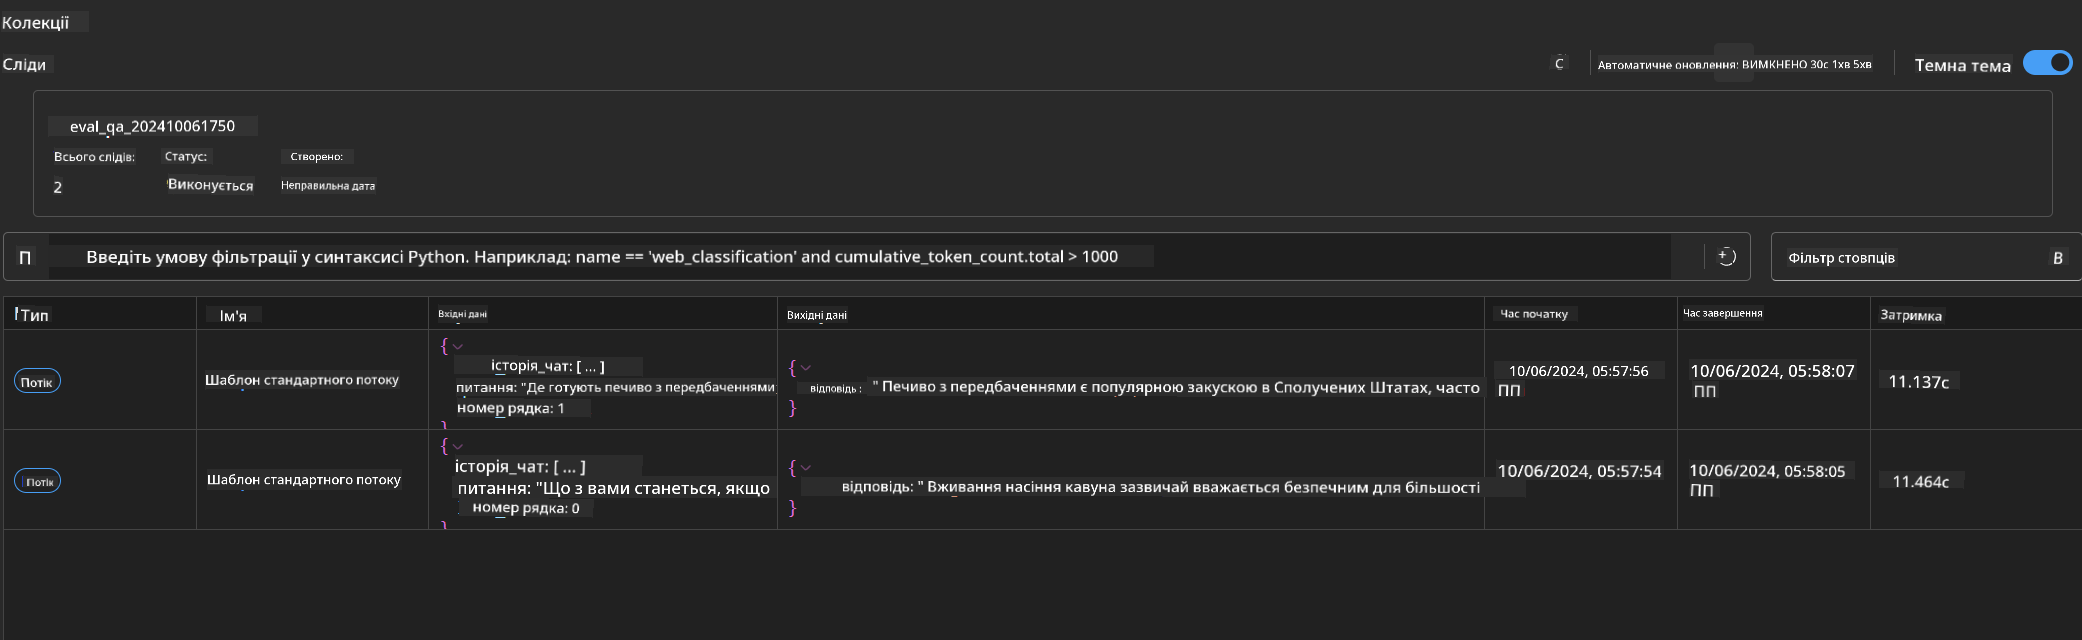 Колекції
Сліди
С
Автоматичне оновлення: ВИМКНЕНО 30с 1хв 5хв
Темна тема
eval_qa_202410061750
Всього слідів:
Статус:
Створено:
2
Виконується
Неправильна дата
П
Введіть умову фільтрації у синтаксисі Python. Наприклад: name == 'web_classification' and cumulative_token_count.total > 1000
Фільтр стовпців
В
Тип
Ім'я
Вхідні дані
Вихідні дані
Час початку
Час завершення
Затримка
Потік
Шаблон стандартного потоку
{
історія_чат: [ ... ]
питання: "Де готують печиво з передбаченнями
номер рядка: 1
}
{
відповідь : " Печиво з передбаченнями є популярною закускою в Сполучених Штатах, часто
}
10/06/2024, 05:57:56
ПП
10/06/2024, 05:58:07
ПП
11.137с
Потік
Шаблон стандартного потоку
{
історія_чат: [ ... ]
питання: "Що з вами станеться, якщо
номер рядка: 0
}
{
відповідь: " Вживання насіння кавуна зазвичай вважається безпечним для більшості
}
10/06/2024, 05:57:54
10/06/2024, 05:58:05
ПП
11.464с